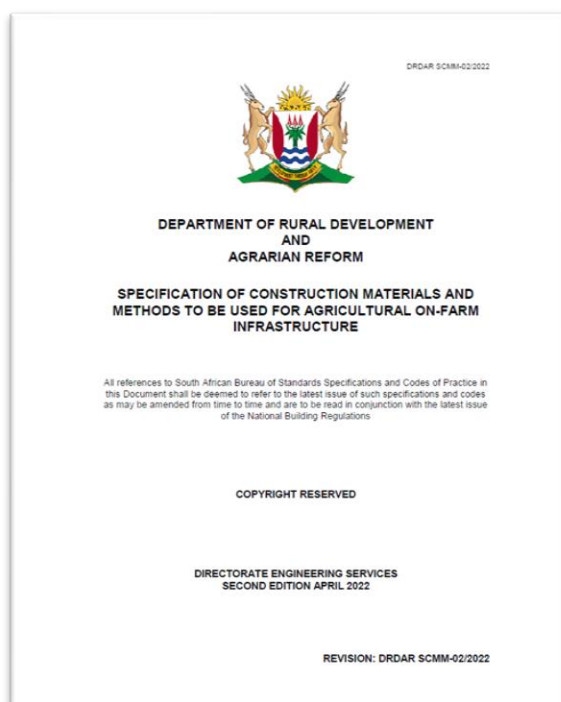 DRDAR SCMM-02/2022
DEPARTMENT OF RURAL DEVELOPMENT
AND
AGRARIAN REFORM
SPECIFICATION OF CONSTRUCTION MATERIALS AND
METHODS TO BE USED FOR AGRICULTURAL ON-FARM
INFRASTRUCTURE
All references to South African Bureau of Standards Specifications and Codes of Practice in
this Document shall be deemed to refer to the latest issue of such specifications and codes
as may be amended from time to time and are to be read in conjunction with the latest issue
of the National Building Regulations
COPYRIGHT RESERVED
DIRECTORATE ENGINEERING SERVICES
SECOND EDITION APRIL 2022
REVISION: DRDAR SCMM-02/2022